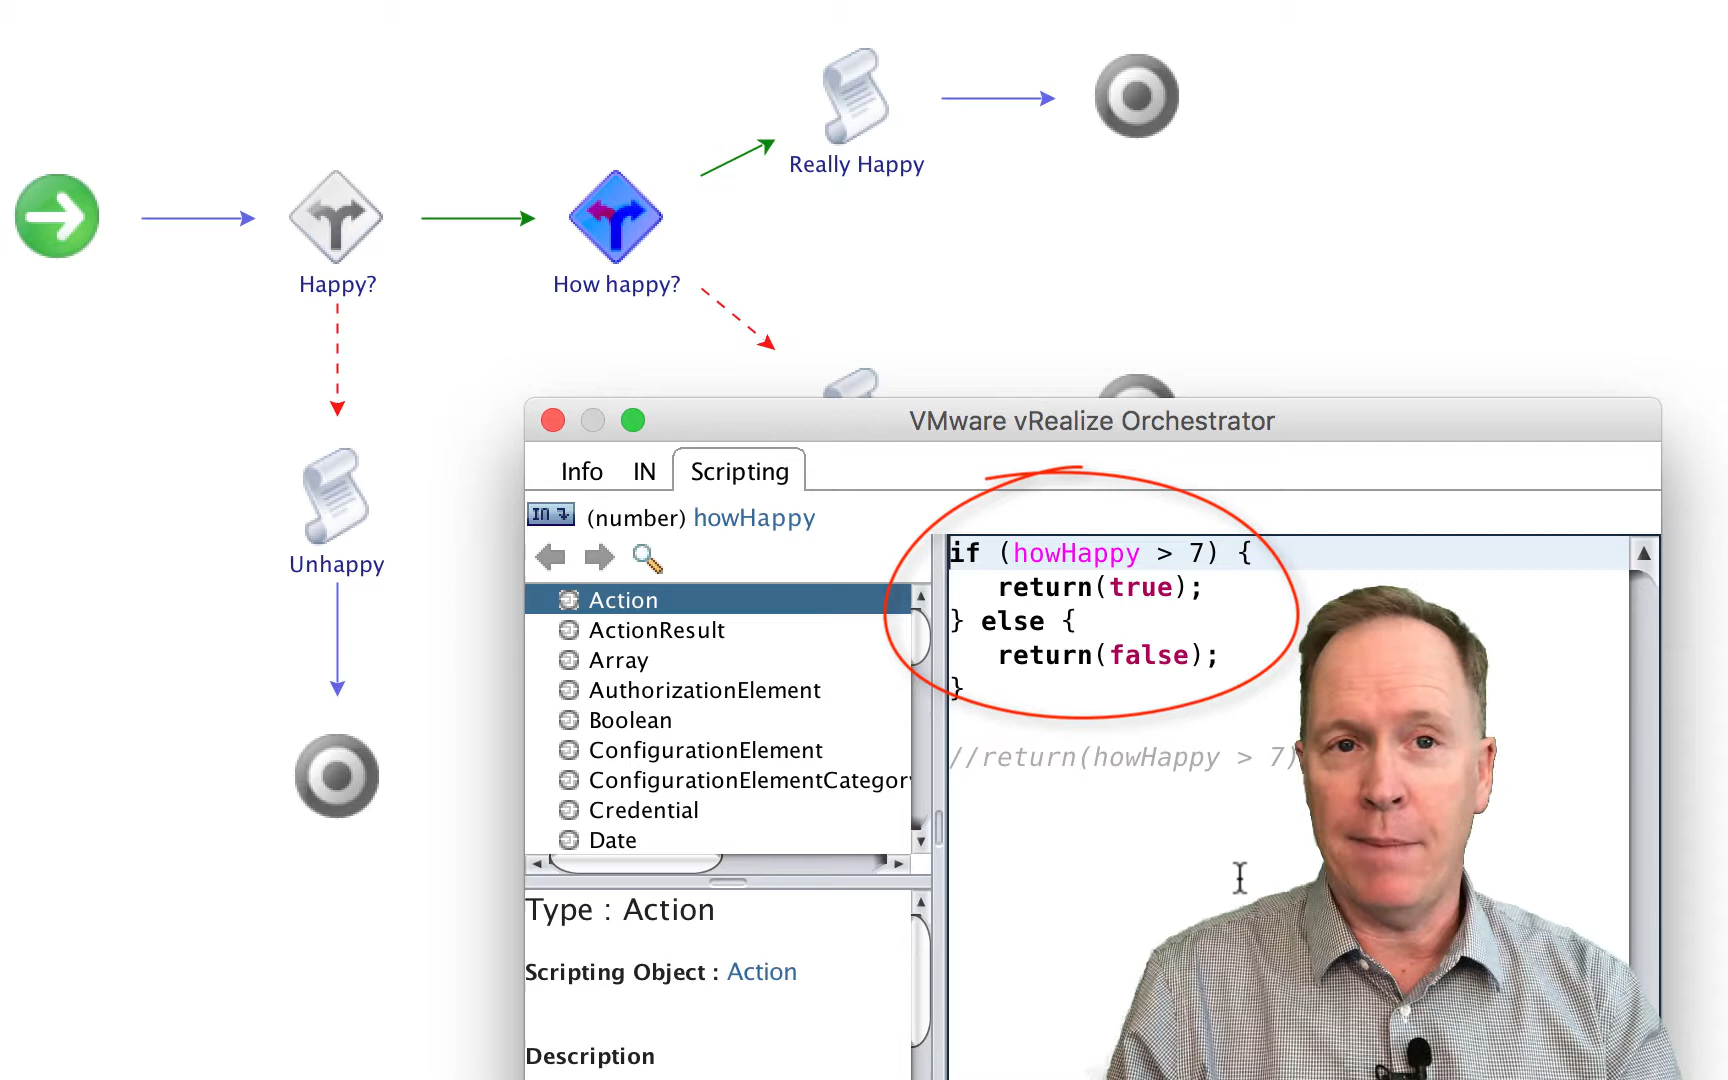 Really Happy
Happy?
How happy?
Unhappy
VMware vRealize Orchestrator
Info IN Scripting
IN (number) howHappy
if (howHappy > 7) {
return(true);
} else {
return(false);
}
//return(howHappy > 7)
Action
ActionResult
Array
AuthorizationElement
Boolean
ConfigurationElement
ConfigurationElementCategory
Credential
Date
Type : Action
Scripting Object : Action
Description